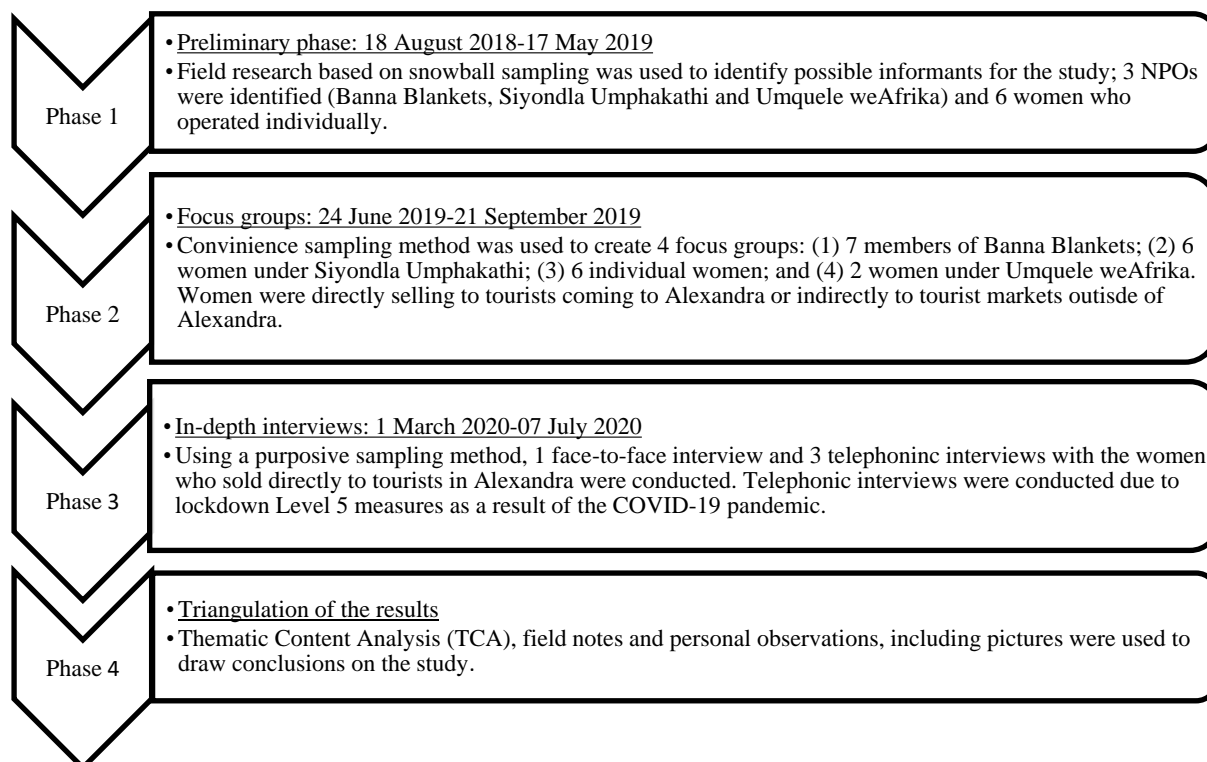 Phase 1
• Preliminary phase: 18 August 2018-17 May 2019
• Field research based on snowball sampling was used to identify possible informants for the study; 3 NPOs
were identified (Banna Blankets, Siyondla Umphakathi and Umquele weAfrika) and 6 women who
operated individually.
Phase 2
• Focus groups: 24 June 2019-21 September 2019
• Convinience sampling method was used to create 4 focus groups: (1) 7 members of Banna Blankets; (2) 6
women under Siyondla Umphakathi; (3) 6 individual women; and (4) 2 women under Umquele weAfrika.
Women were directly selling to tourists coming to Alexandra or indirectly to tourist markets outisde of
Alexandra.
Phase 3
• In-depth interviews: 1 March 2020-07 July 2020
• Using a purposive sampling method, 1 face-to-face interview and 3 telephoninc interviews with the women
who sold directly to tourists in Alexandra were conducted. Telephonic interviews were conducted due to
lockdown Level 5 measures as a result of the COVID-19 pandemic.
Phase 4
• Triangulation of the results
• Thematic Content Analysis (TCA), field notes and personal observations, including pictures were used to
draw conclusions on the study.